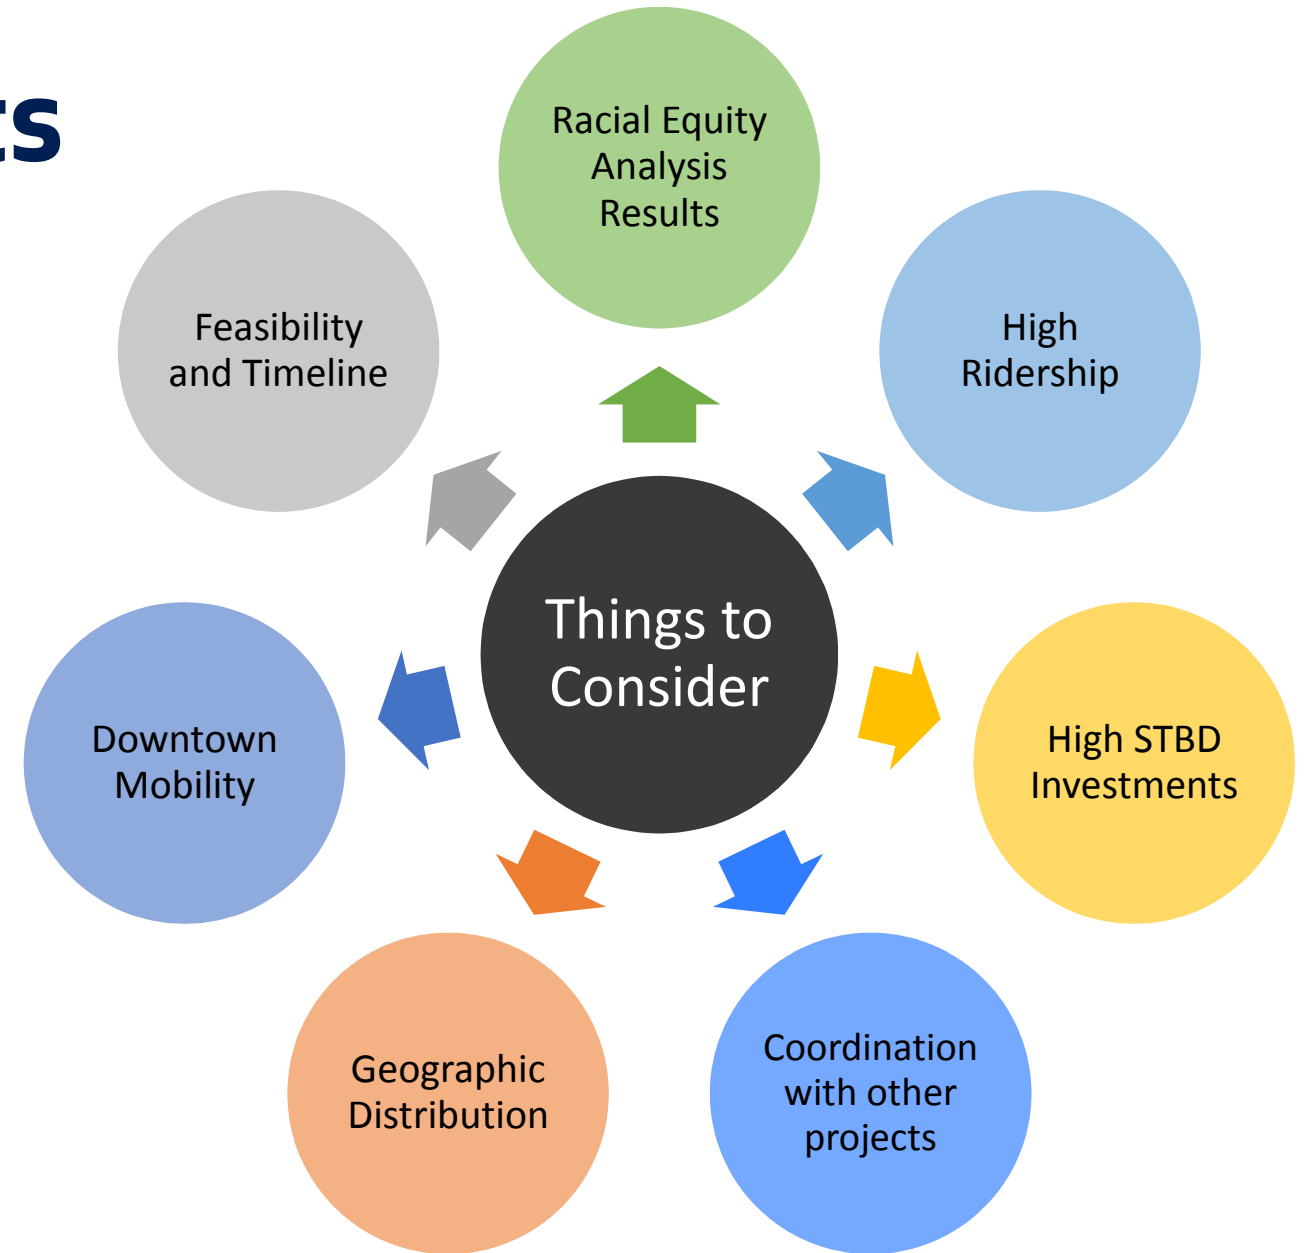 ts
Racial Equity
Analysis
Results
High
Ridership
High STBD
Investments
Coordination
with other
projects
Geographic
Distribution
Downtown
Mobility
Feasibility
and Timeline
Things to
Consider